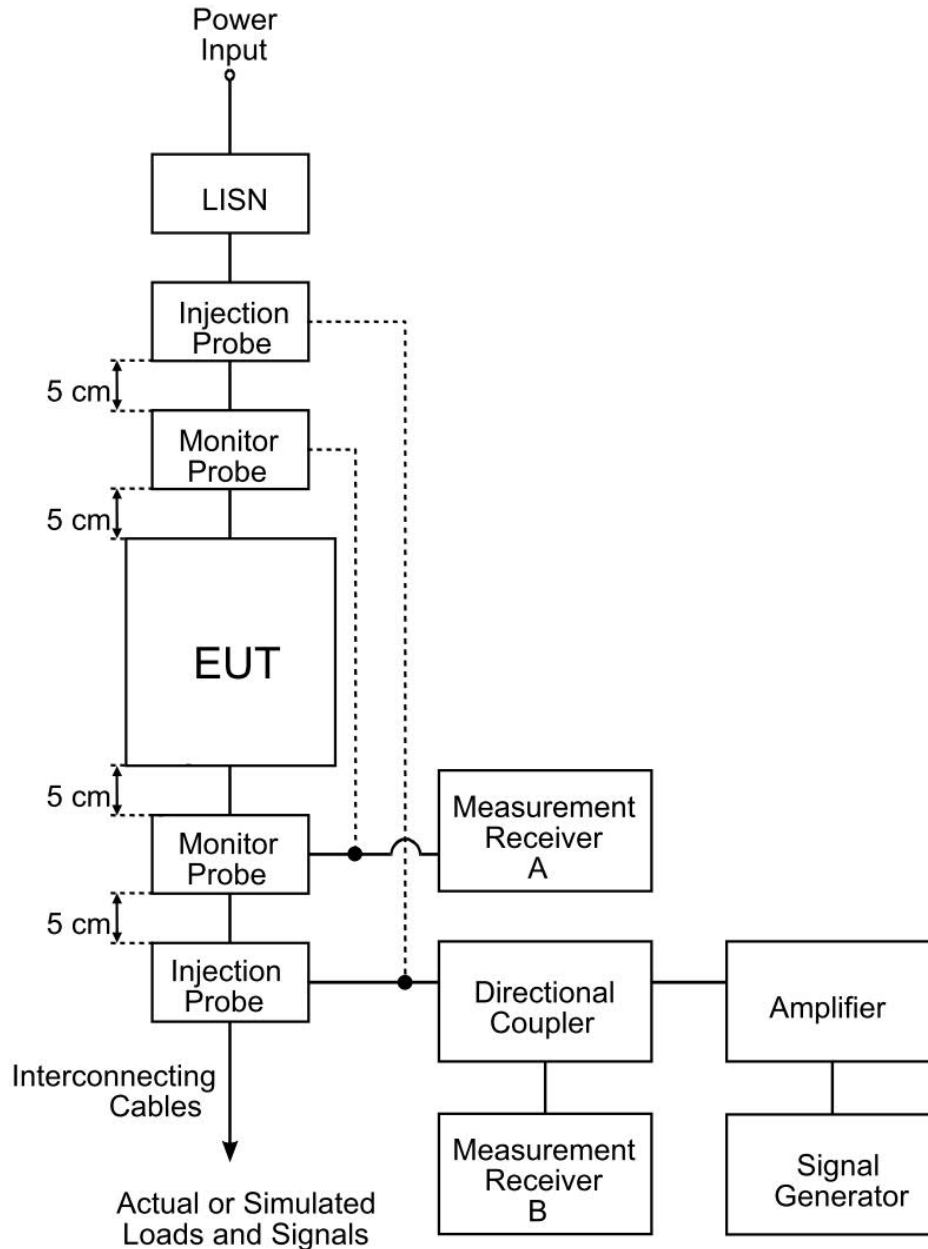 Power
Input
LISN
Injection
Probe
5 cm
Monitor
Probe
5 cm
EUT
5 cm
Monitor
Probe
Measurement
Receiver
A
5 cm
Injection
Probe
Directional
Coupler
Amplifier
Interconnecting
Cables
Measurement
Receiver
B
Signal
Generator
Actual or Simulated
Loads and Signals